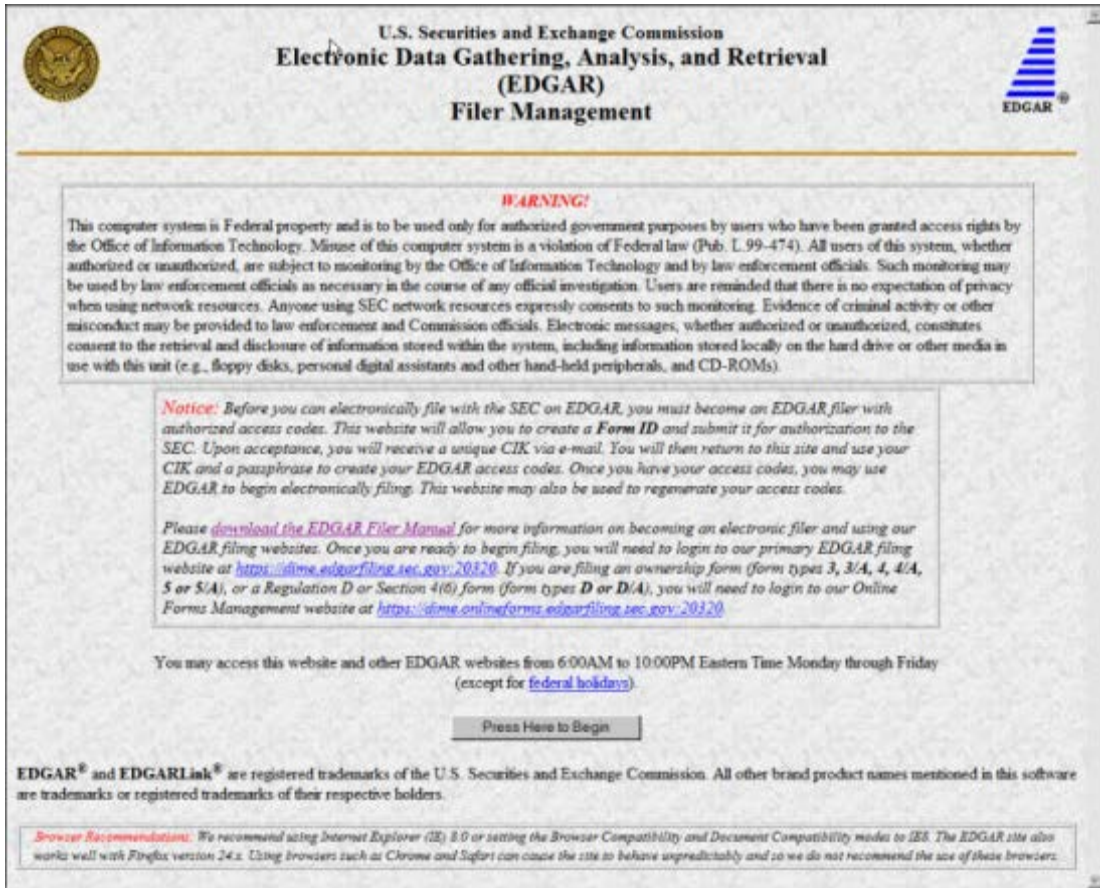 U.S. Securities and Exchange Commission
Electronic Data Gathering, Analysis, and Retrieval
(EDGAR)
Filer Management
EDGAR ®
WARNING!
This computer system is Federal property and is to be used only for authorized government purposes by users who have been granted access rights by
the Office of Information Technology. Misuse of this computer system is a violation of Federal law (Pub. L.99-474). All users of this system, whether
authorized or unauthorized, are subject to monitoring by the Office of Information Technology and by law enforcement officials. Such monitoring may
be used by law enforcement officials as necessary in the course of any official investigation. Users are reminded that there is no expectation of privacy
when using network resources. Anyone using SEC network resources expressly consents to such monitoring. Evidence of criminal activity or other
misconduct may be provided to law enforcement and Commission officials. Electronic messages, whether authorized or unauthorized, constitutes
consent to the retrieval and disclosure of information stored within the system, including information stored locally on the hard drive or other media in
use with this unit (e.g., floppy disks, personal digital assistants and other hand-held peripherals, and CD-ROMs).
Notice: Before you can electronically file with the SEC on EDGAR, you must become an EDGAR filer with
authorized access codes. This website will allow you to create a Form ID and submit it for authorization to the
SEC. Upon acceptance, you will receive a unique CIK via e-mail. You will then return to this site and use your
CIK and a passphrase to create your EDGAR access codes. Once you have your access codes, you may use
EDGAR to begin electronically filing. This website may also be used to regenerate your access codes.
Please download the EDGAR Filer Manual for more information on becoming an electronic filer and using our
EDGAR filing websites. Once you are ready to begin filing, you will need to login to our primary EDGAR filing
website at https://dime.edgarfiling.sec.gov:20320. If you are filing an ownership form (form types 3, 3/A, 4, 4/A,
5 or 5/A), or a Regulation D or Section 4(6) form (form types D or D/A), you will need to login to our Online
Forms Management website at https://dime.onlineforms.edgarfiling.sec.gov:20320.
You may access this website and other EDGAR websites from 6:00AM to 10:00PM Eastern Time Monday through Friday
(except for federal holidays).
Press Here to Begin
EDGAR® and EDGARLink® are registered trademarks of the U.S. Securities and Exchange Commission. All other brand product names mentioned in this software
are trademarks or registered trademarks of their respective holders.
Browser Recommendations: We recommend using Internet Explorer (IE) 8.0 or setting the Browser Compatibility and Document Compatibility modes to IE8. The EDGAR site also
works well with Firefox version 24.x. Using browsers such as Chrome and Safari can cause the site to behave unpredictably and so we do not recommend the use of these browsers.